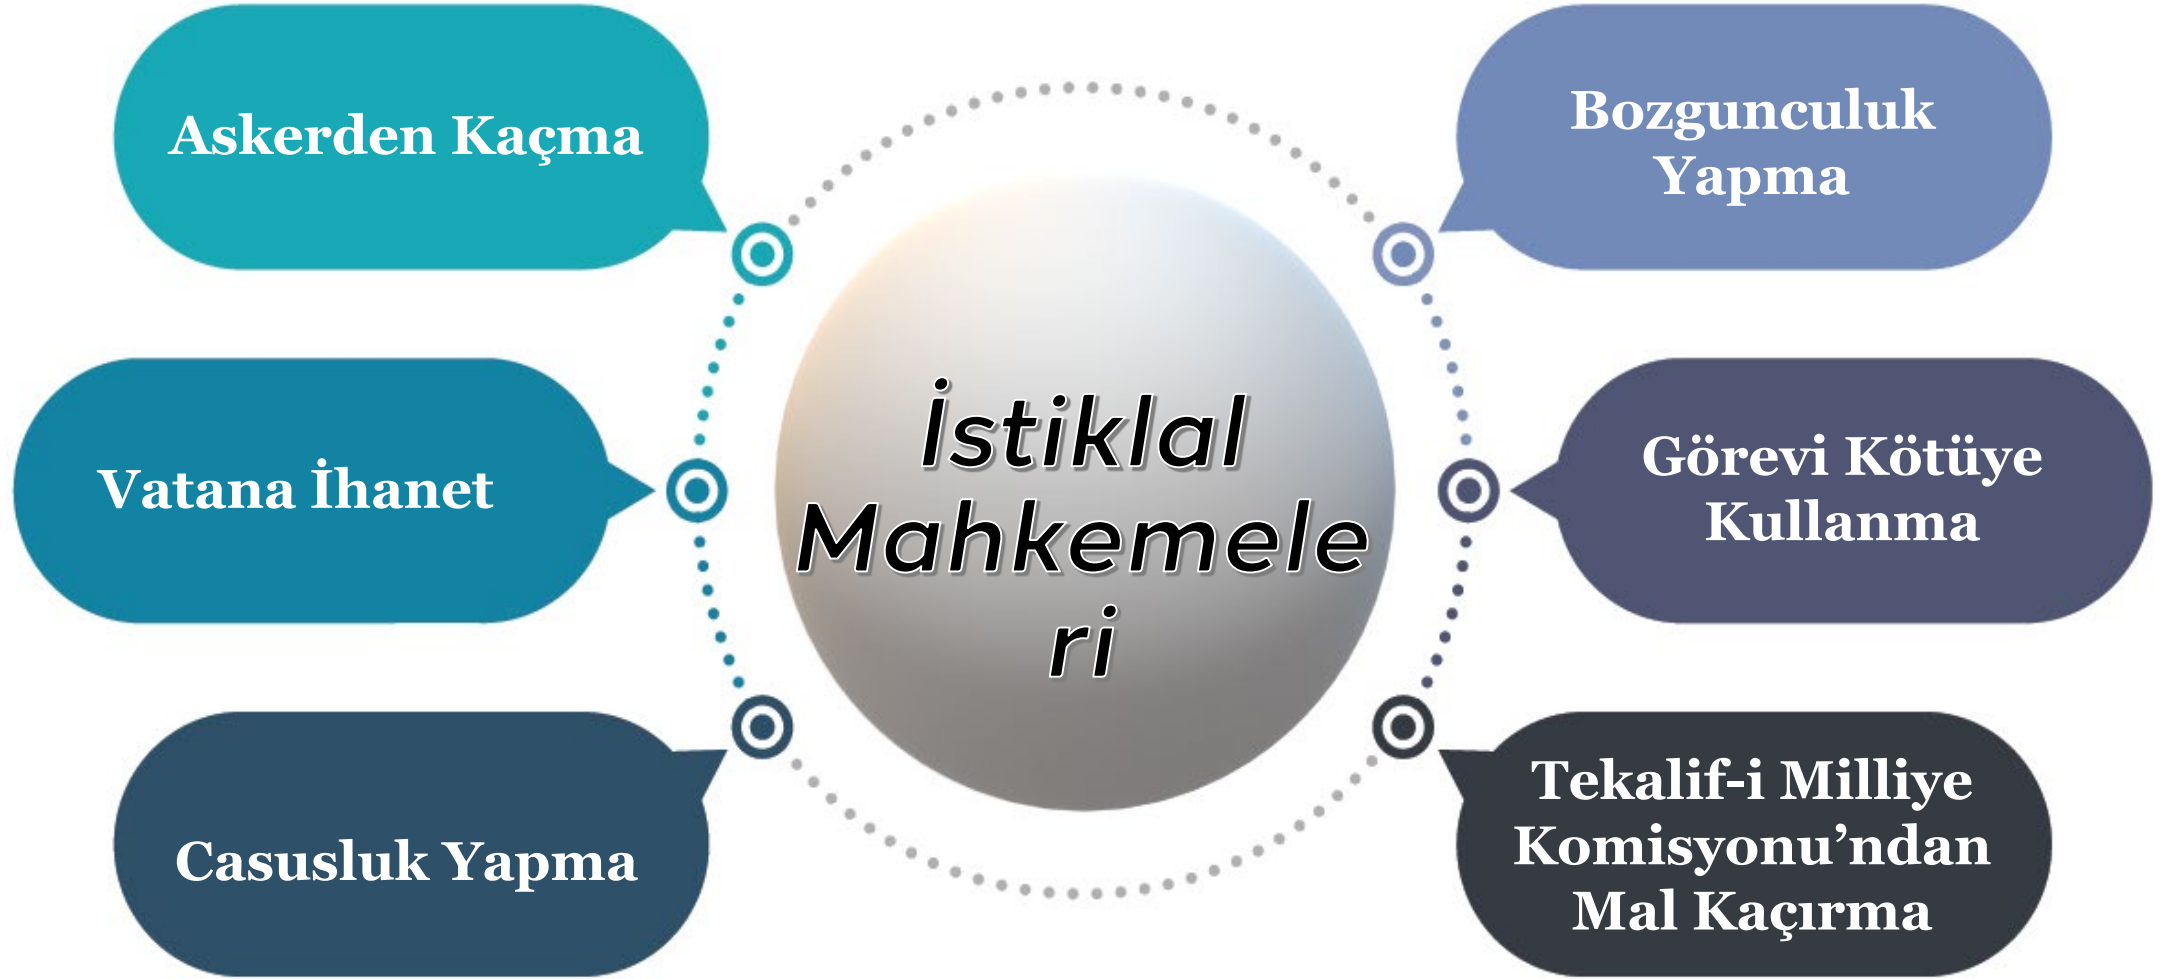 Askerden Kaçma
Vatana İhanet
Casusluk Yapma
İstiklal
Mahkemele
ri
Bozgunculuk
Yapma
Görevi Kötüye
Kullanma
Tekalif-i Milliye
Komisyonu’ndan
Mal Kaçırma